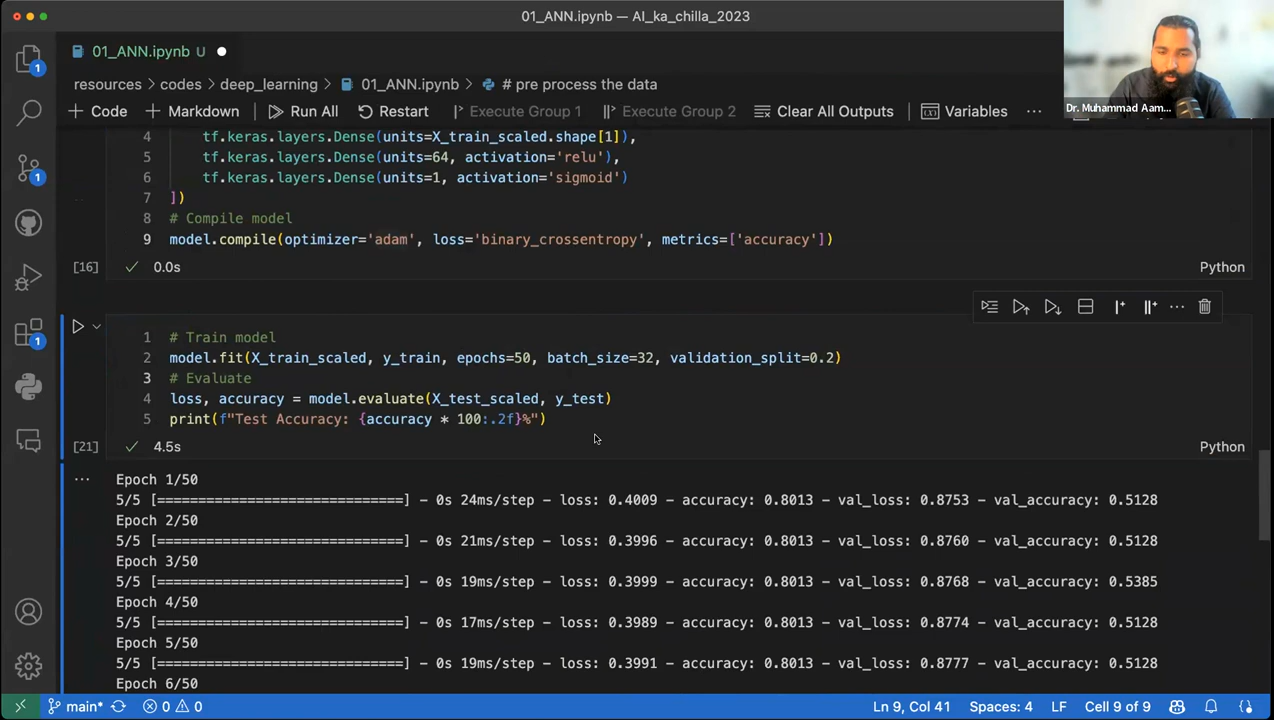 01_ANN.ipynb — AI_ka_chilla_2023
01_ANN.ipynb U
Dr. Muhammad Aam...
resources > codes > deep_learning > 01_ANN.ipynb > # pre process the data
+ Code + Markdown Run All Restart Execute Group 1 Execute Group 2 Clear All Outputs Variables ...
4 tf.keras.layers.Dense(units=X_train_scaled.shape[1]),
5 tf.keras.layers.Dense(units=64, activation='relu'),
6 tf.keras.layers.Dense(units=1, activation='sigmoid')
7 ])
8 # Compile model
9 model.compile(optimizer='adam', loss='binary_crossentropy', metrics=['accuracy'])
[16] ✓ 0.0s Python
1 # Train model
2 model.fit(X_train_scaled, y_train, epochs=50, batch_size=32, validation_split=0.2)
3 # Evaluate
4 loss, accuracy = model.evaluate(X_test_scaled, y_test)
5 print(f"Test Accuracy: {accuracy * 100:.2f}%")
[21] ✓ 4.5s Python
... Epoch 1/50
5/5 [==============================] - 0s 24ms/step - loss: 0.4009 - accuracy: 0.8013 - val_loss: 0.8753 - val_accuracy: 0.5128
Epoch 2/50
5/5 [==============================] - 0s 21ms/step - loss: 0.3996 - accuracy: 0.8013 - val_loss: 0.8760 - val_accuracy: 0.5128
Epoch 3/50
5/5 [==============================] - 0s 19ms/step - loss: 0.3999 - accuracy: 0.8013 - val_loss: 0.8768 - val_accuracy: 0.5385
Epoch 4/50
5/5 [==============================] - 0s 17ms/step - loss: 0.3989 - accuracy: 0.8013 - val_loss: 0.8774 - val_accuracy: 0.5128
Epoch 5/50
5/5 [==============================] - 0s 19ms/step - loss: 0.3991 - accuracy: 0.8013 - val_loss: 0.8777 - val_accuracy: 0.5128
Epoch 6/50
1
1
1
main* 0 0 Ln 9, Col 41 Spaces: 4 LF Cell 9 of 9